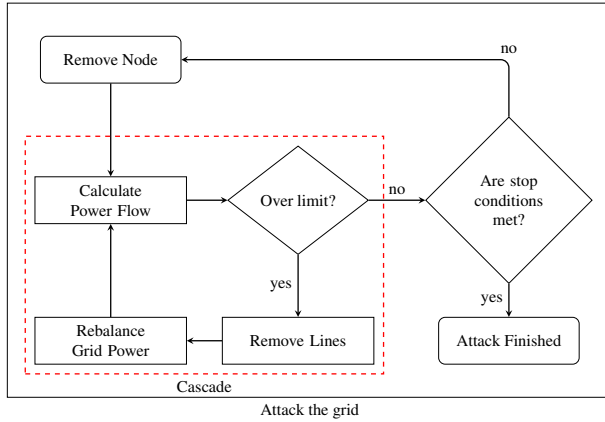 no
Remove Node
Calculate
Power Flow
Over limit?
no
Are stop
conditions
met?
yes
yes
Rebalance
Grid Power
Remove Lines
Attack Finished
Cascade
Attack the grid